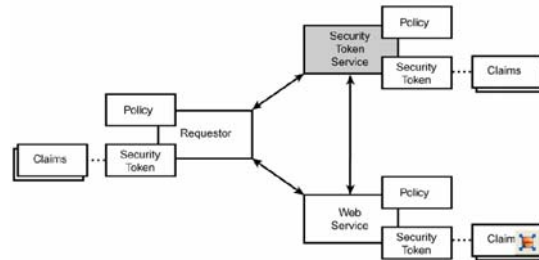 Policy
Security
Token
Service
Security
Token
Claims
Policy
Requestor
Claims
Security
Token
Policy
Web
Service
Security
Token